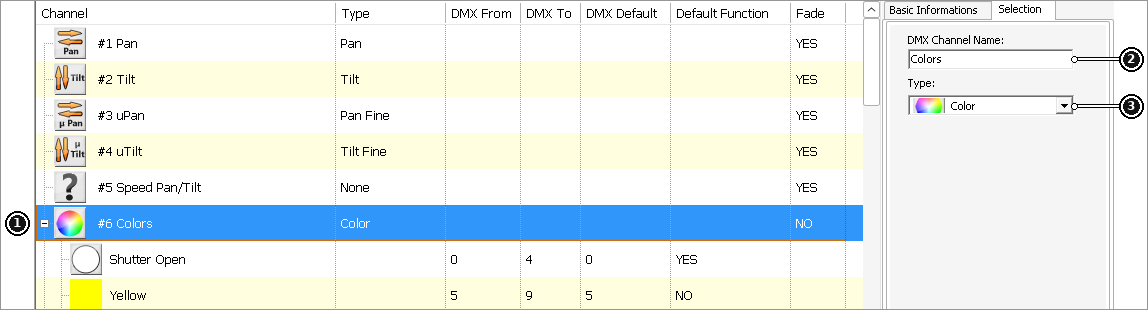 Channel Type DMX From DMX To DMX Default Default Function Fade
Pan #1 Pan Pan YES
Tilt #2 Tilt Tilt YES
µ Pan #3 uPan Pan Fine YES
µ Tilt #4 uTilt Tilt Fine YES
? #5 Speed Pan/Tilt None YES
1 #6 Colors Color NO
Shutter Open 0 4 0 YES
Yellow 5 9 5 NO
Basic Informations Selection
DMX Channel Name:
Colors 2
Type:
Color 3